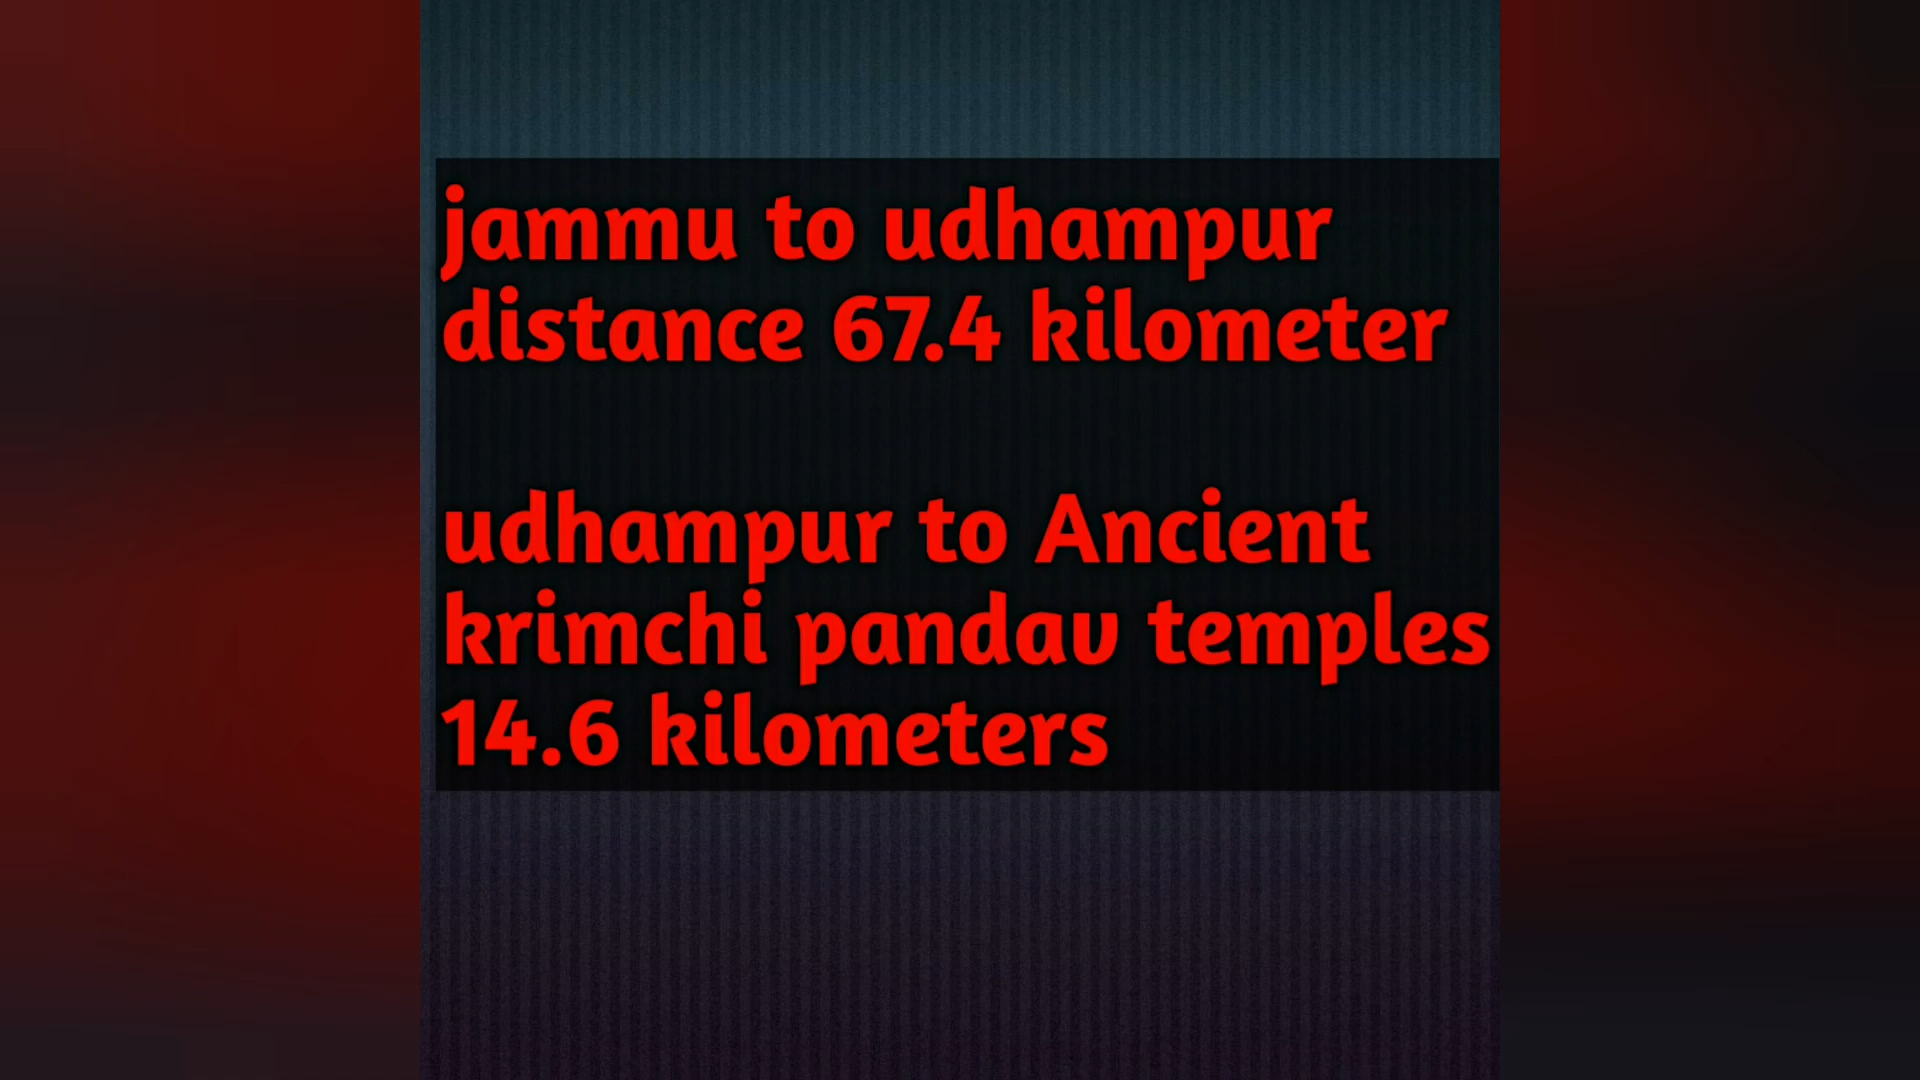 jammu to udhampur
distance 67.4 kilometer
udhampur to Ancient
krimchi pandav temples
14.6 kilometers